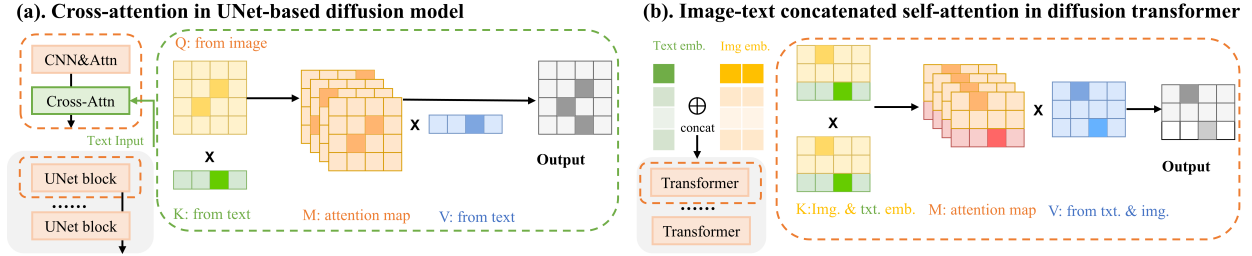 (a). Cross-attention in UNet-based diffusion model
Q: from image
CNN&Attn
Cross-Attn
Text Input
UNet block
......
UNet block
X
X
Output
K: from text
M: attention map
V: from text
(b). Image-text concatenated self-attention in diffusion transformer
Text emb.
Img emb.
concat
Transformer
......
Transformer
X
X
Output
K:Img. & txt. emb.
M: attention map
V: from txt. & img.